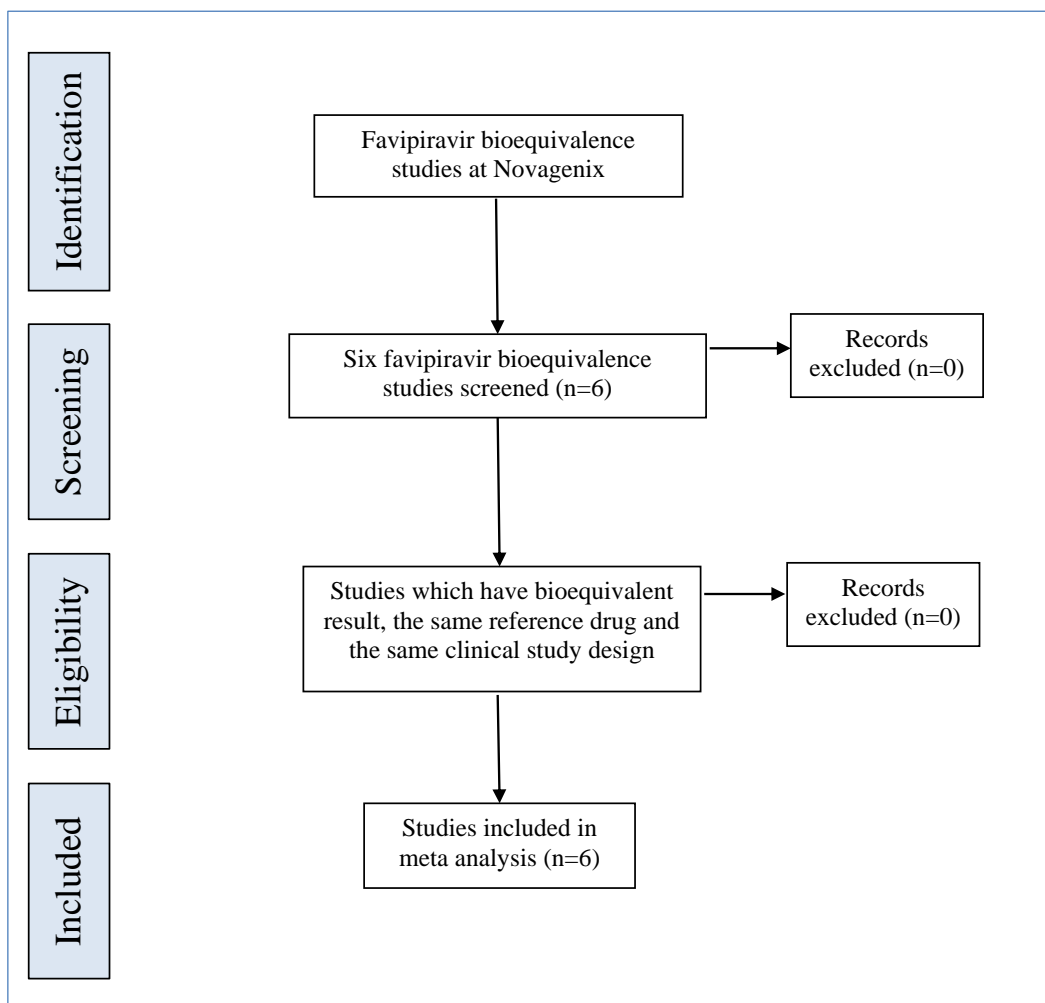 Identification
Favipiravir bioequivalence
studies at Novagenix
Screening
Six favipiravir bioequivalence
studies screened (n=6)
Records
excluded (n=0)
Eligibility
Studies which have bioequivalent
result, the same reference drug and
the same clinical study design
Records
excluded (n=0)
Included
Studies included in
meta analysis (n=6)